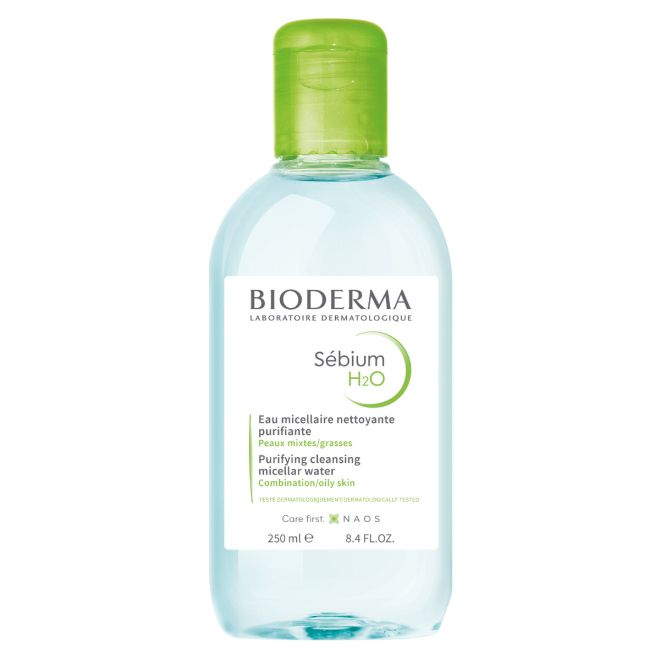 BIODERMA
LABORATOIRE DERMATOLOGIQUE
Sébium
H2O
Eau micellaire nettoyante
purifiante
Peaux mixtes/grasses
Purifying cleansing
micellar water
Combination/oily skin
TESTÉ DERMATOLOGIQUEMENT/DERMATOLOGICALLY TESTED
Care first. NAOS
250 ml ℮ 8.4 FL.OZ.